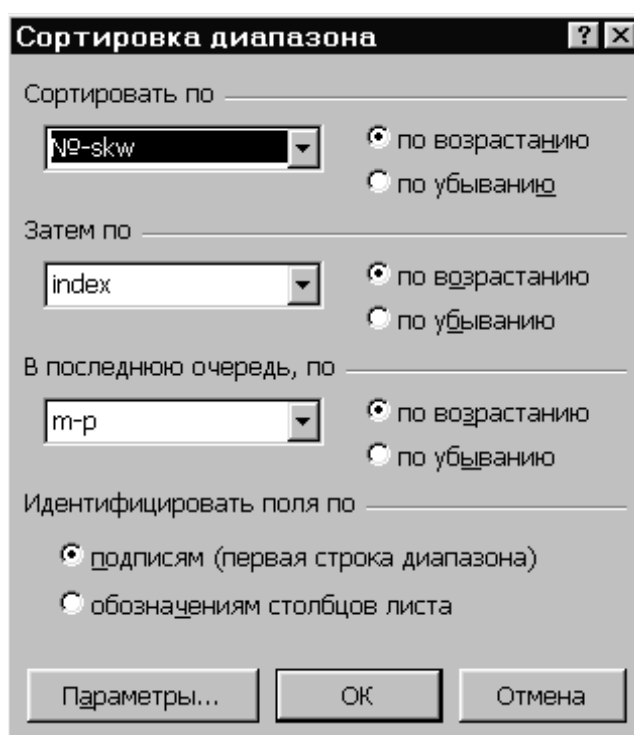 Сортировка диапазона
Сортировать по
№-skw
по возрастанию
по убыванию
Затем по
index
по возрастанию
по убыванию
В последнюю очередь, по
m-p
по возрастанию
по убыванию
Идентифицировать поля по
подписям (первая строка диапазона)
обозначениям столбцов листа
Параметры... ОК Отмена